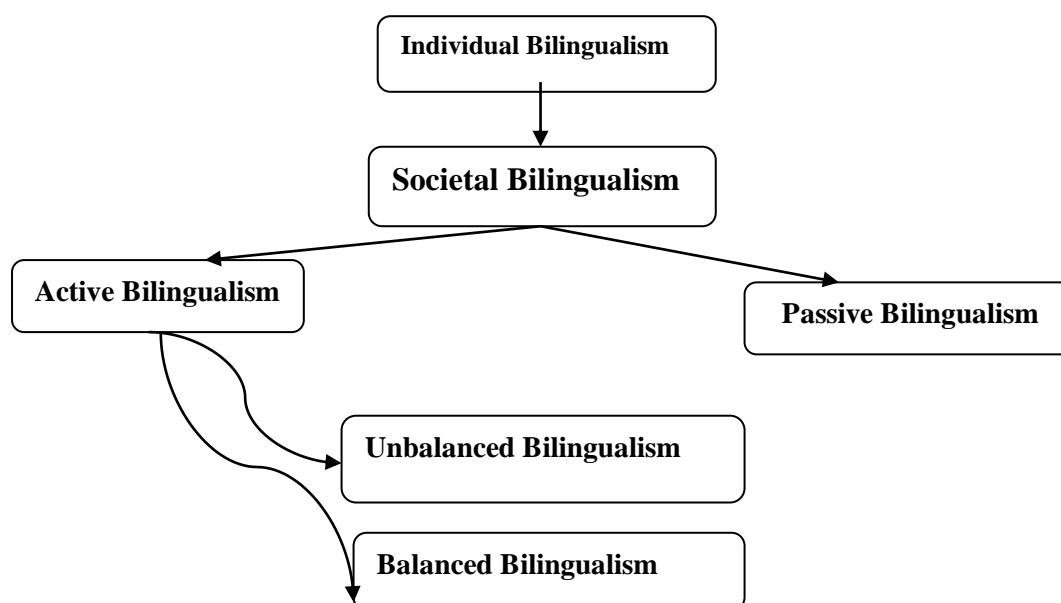 Individual Bilingualism
Societal Bilingualism
Active Bilingualism
Passive Bilingualism
Unbalanced Bilingualism
Balanced Bilingualism